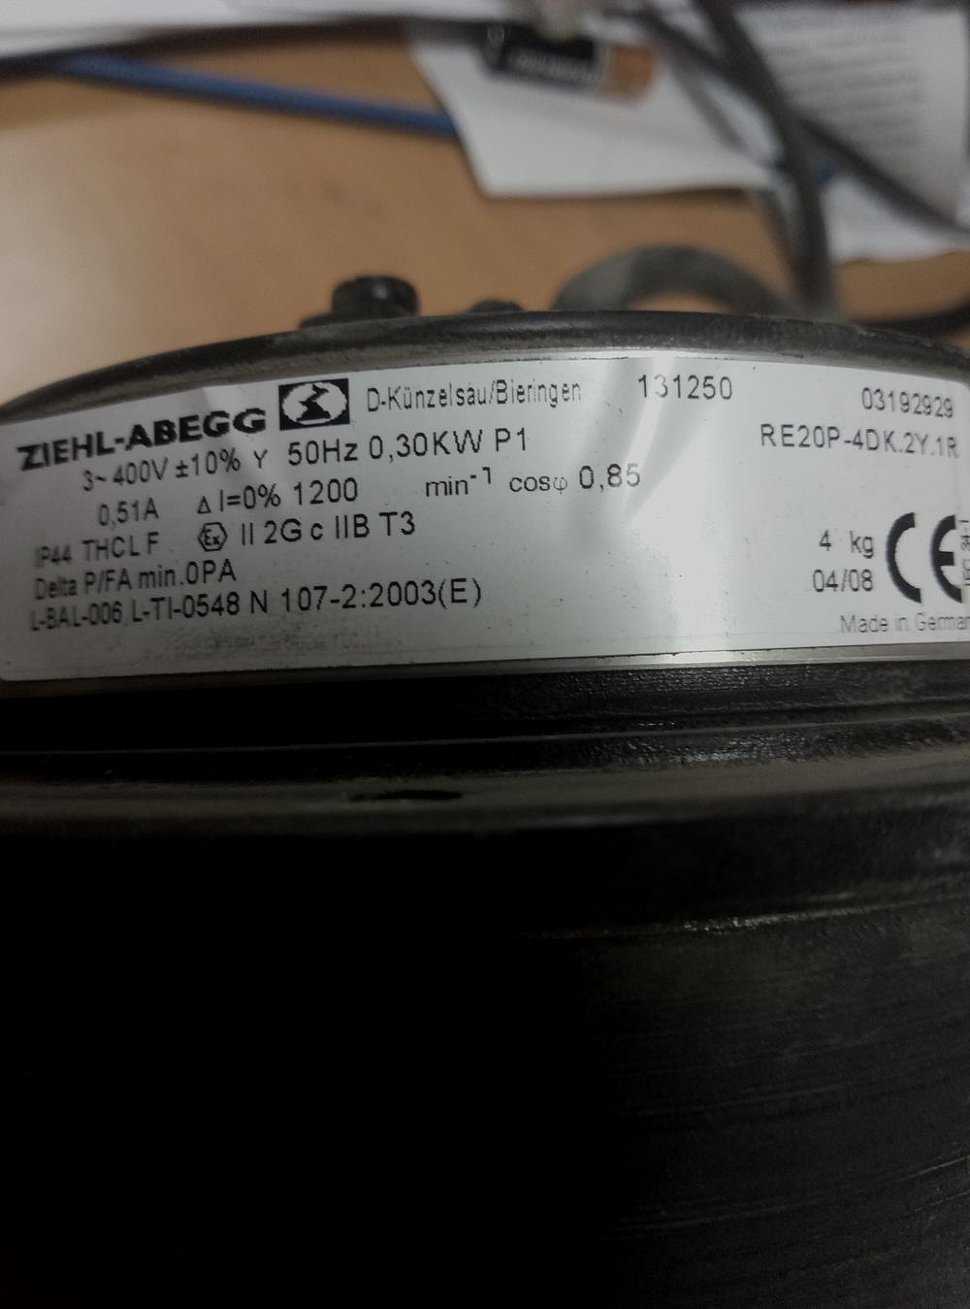 ZIEHL-ABEGG D-Künzelsau/Bieringen 131250 03192929
3~ 400V ±10% Y 50Hz 0,30KW P1 RE20P-4DK.2Y.1R
0,51A Δ I=0% 1200 min⁻¹ cosφ 0,85
IP44 THCL F Ex II 2G c IIB T3 4 kg CE
Delta P/FA min.0PA 04/08
L-BAL-006 L-TI-0548 N 107-2:2003(E) Made in